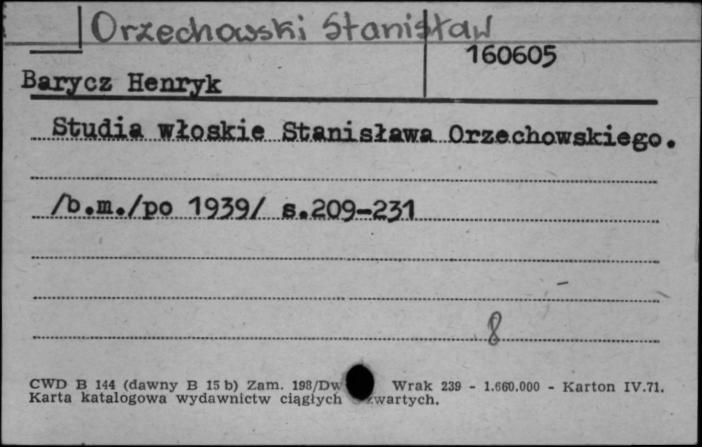 Orzechowski Stanisław
160605
Barycz Henryk
Studia włoskie Stanisława Orzechowskiego.
/b.m./po 1939/ s.209-231
8
CWD B 144 (dawny B 15 b) Zam. 198/Dw Wrak 239 - 1.660.000 - Karton IV.71.
Karta katalogowa wydawnictw ciągłych zwartych.